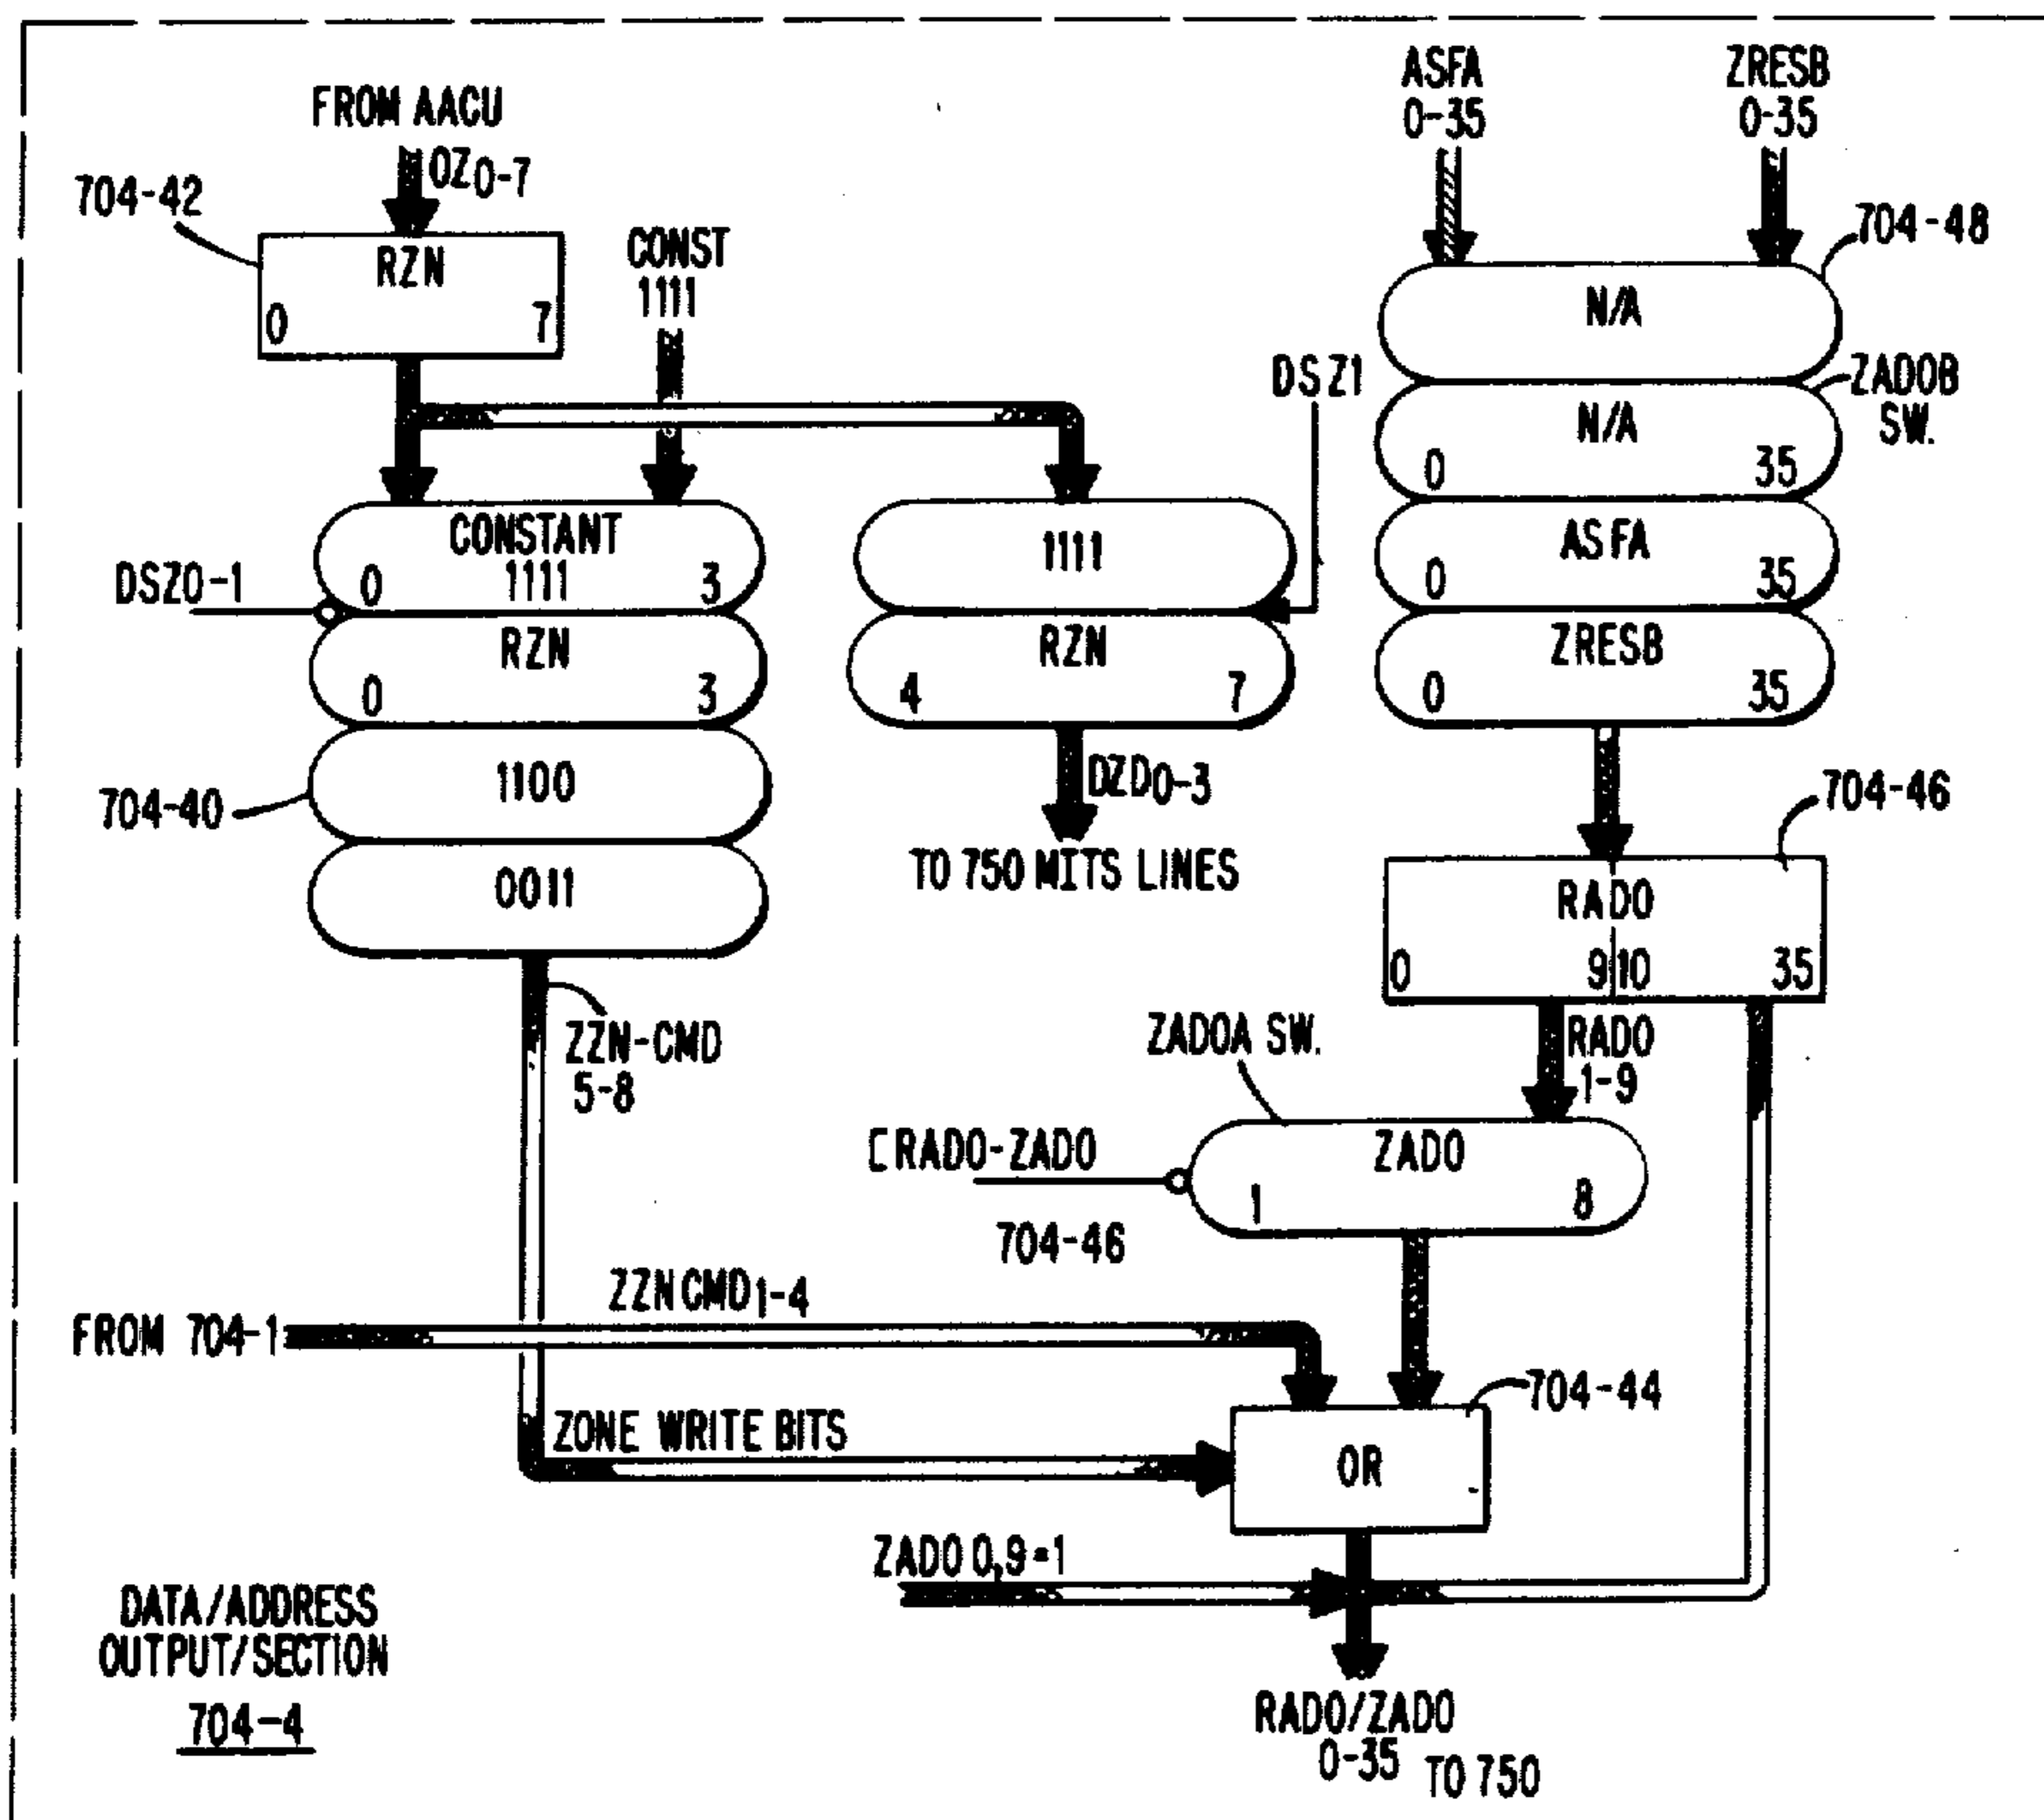 FROM AACU
OZ0-7
704-42
RZN
0 7
CONST
1111
ASFA
0-35
ZRESB
0-35
704-48
N/A
ZADOB
SW.
N/A
0 35
ASFA
0 35
ZRESB
0 35
DSZ1
CONSTANT
0 1111 3
DSZ0-1
RZN
0 3
1100
704-40
0011
1111
RZN
4 7
DZD0-3
TO 750 MITS LINES
704-46
RADO
0 9 10 35
RADO
1-9
ZZN-CMD
5-8
ZADOA SW.
[RADO-ZADO
ZADO
1 8
704-46
ZZNCMD1-4
FROM 704-1
704-44
ZONE WRITE BITS
OR
ZADO 0,9=1
DATA/ADDRESS
OUTPUT/SECTION
704-4
RADO/ZADO
0-35 TO 750